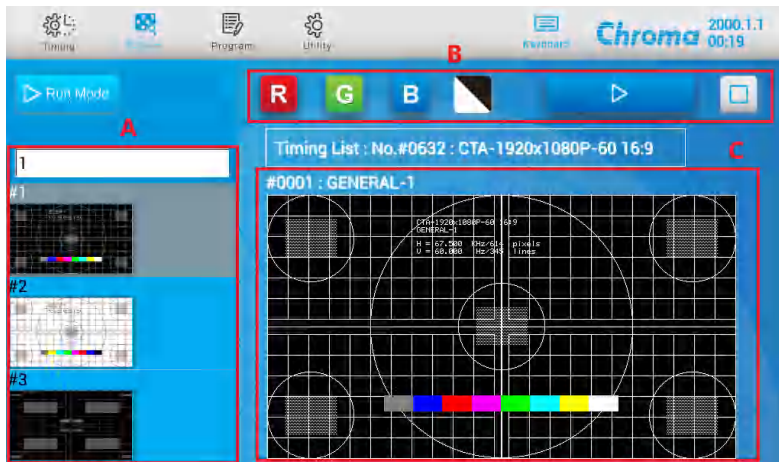 Timing
Program
Utility
Keyboard
Chroma
2000.1.1
00:19
B
Run Mode
R
G
B
A
Timing List : No.#0632 : CTA-1920x1080P-60 16:9
C
1
#1
#0001 : GENERAL-1
CTA-1920x1080P-60 16:9
GENERAL-1
H = 67.500 KHz/614 pixels
V = 60.000 Hz/345 lines
#2
#3